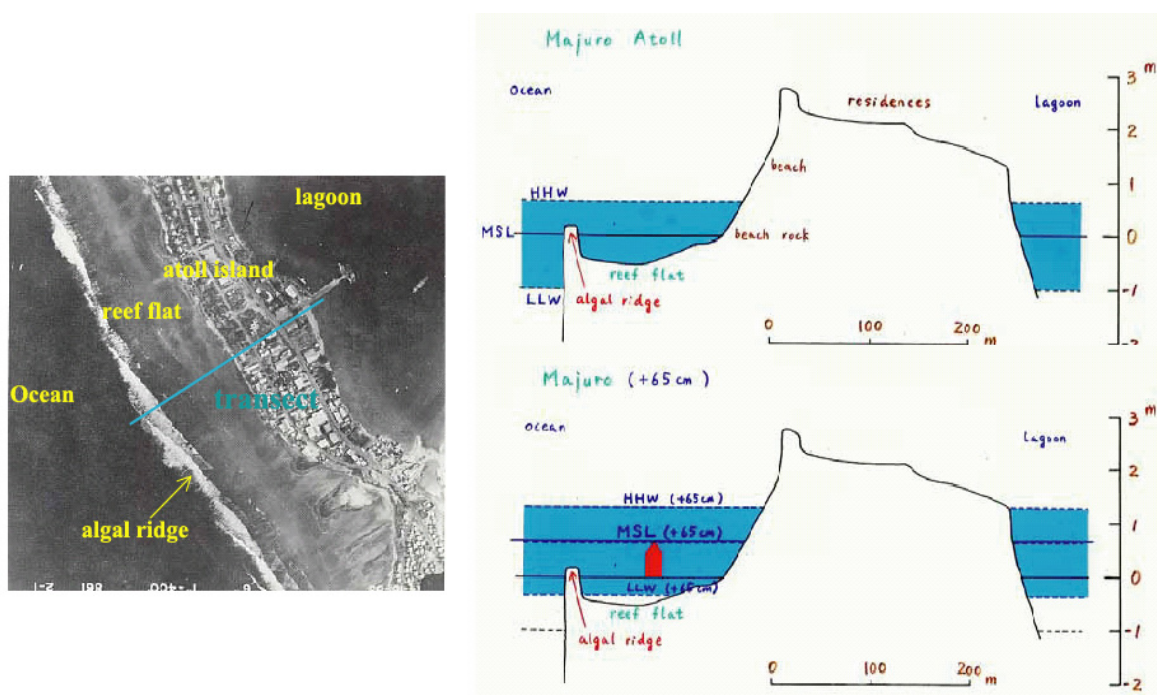 lagoon
atoll island
reef flat
Ocean
transect
algal ridge
Majuro Atoll
m
3
Ocean
residences
lagoon
2
beach
HHW
1
MSL
beach rock
0
reef flat
LLW
algal ridge
-1
0
100
200
m
-2
Majuro (+65cm)
m
3
Ocean
Lagoon
2
HHW (+65cm)
1
MSL (+65cm)
LLW (+65cm)
0
reef flat
algal ridge
-1
0
100
200
m
-2